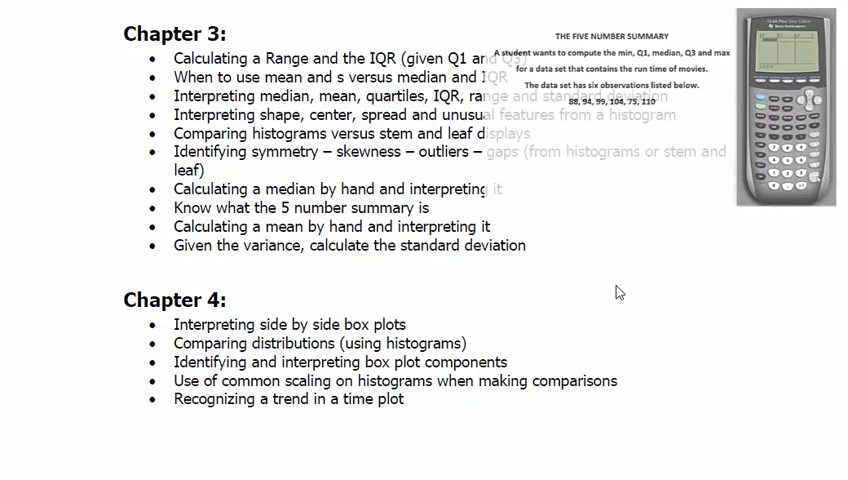 Chapter 3:
• Calculating a Range and the IQR (given Q1 and Q3)
• When to use mean and s versus median and IQR
• Interpreting median, mean, quartiles, IQR, range and standard deviation
• Interpreting shape, center, spread and unusual features from a histogram
• Comparing histograms versus stem and leaf displays
• Identifying symmetry – skewness – outliers – gaps (from histograms or stem and
leaf)
• Calculating a median by hand and interpreting it
• Know what the 5 number summary is
• Calculating a mean by hand and interpreting it
• Given the variance, calculate the standard deviation
THE FIVE NUMBER SUMMARY
A student wants to compute the min, Q1, median, Q3 and max
for a data set that contains the run time of movies.
The data set has six observations listed below.
88, 94, 99, 104, 75, 110
Chapter 4:
• Interpreting side by side box plots
• Comparing distributions (using histograms)
• Identifying and interpreting box plot components
• Use of common scaling on histograms when making comparisons
• Recognizing a trend in a time plot